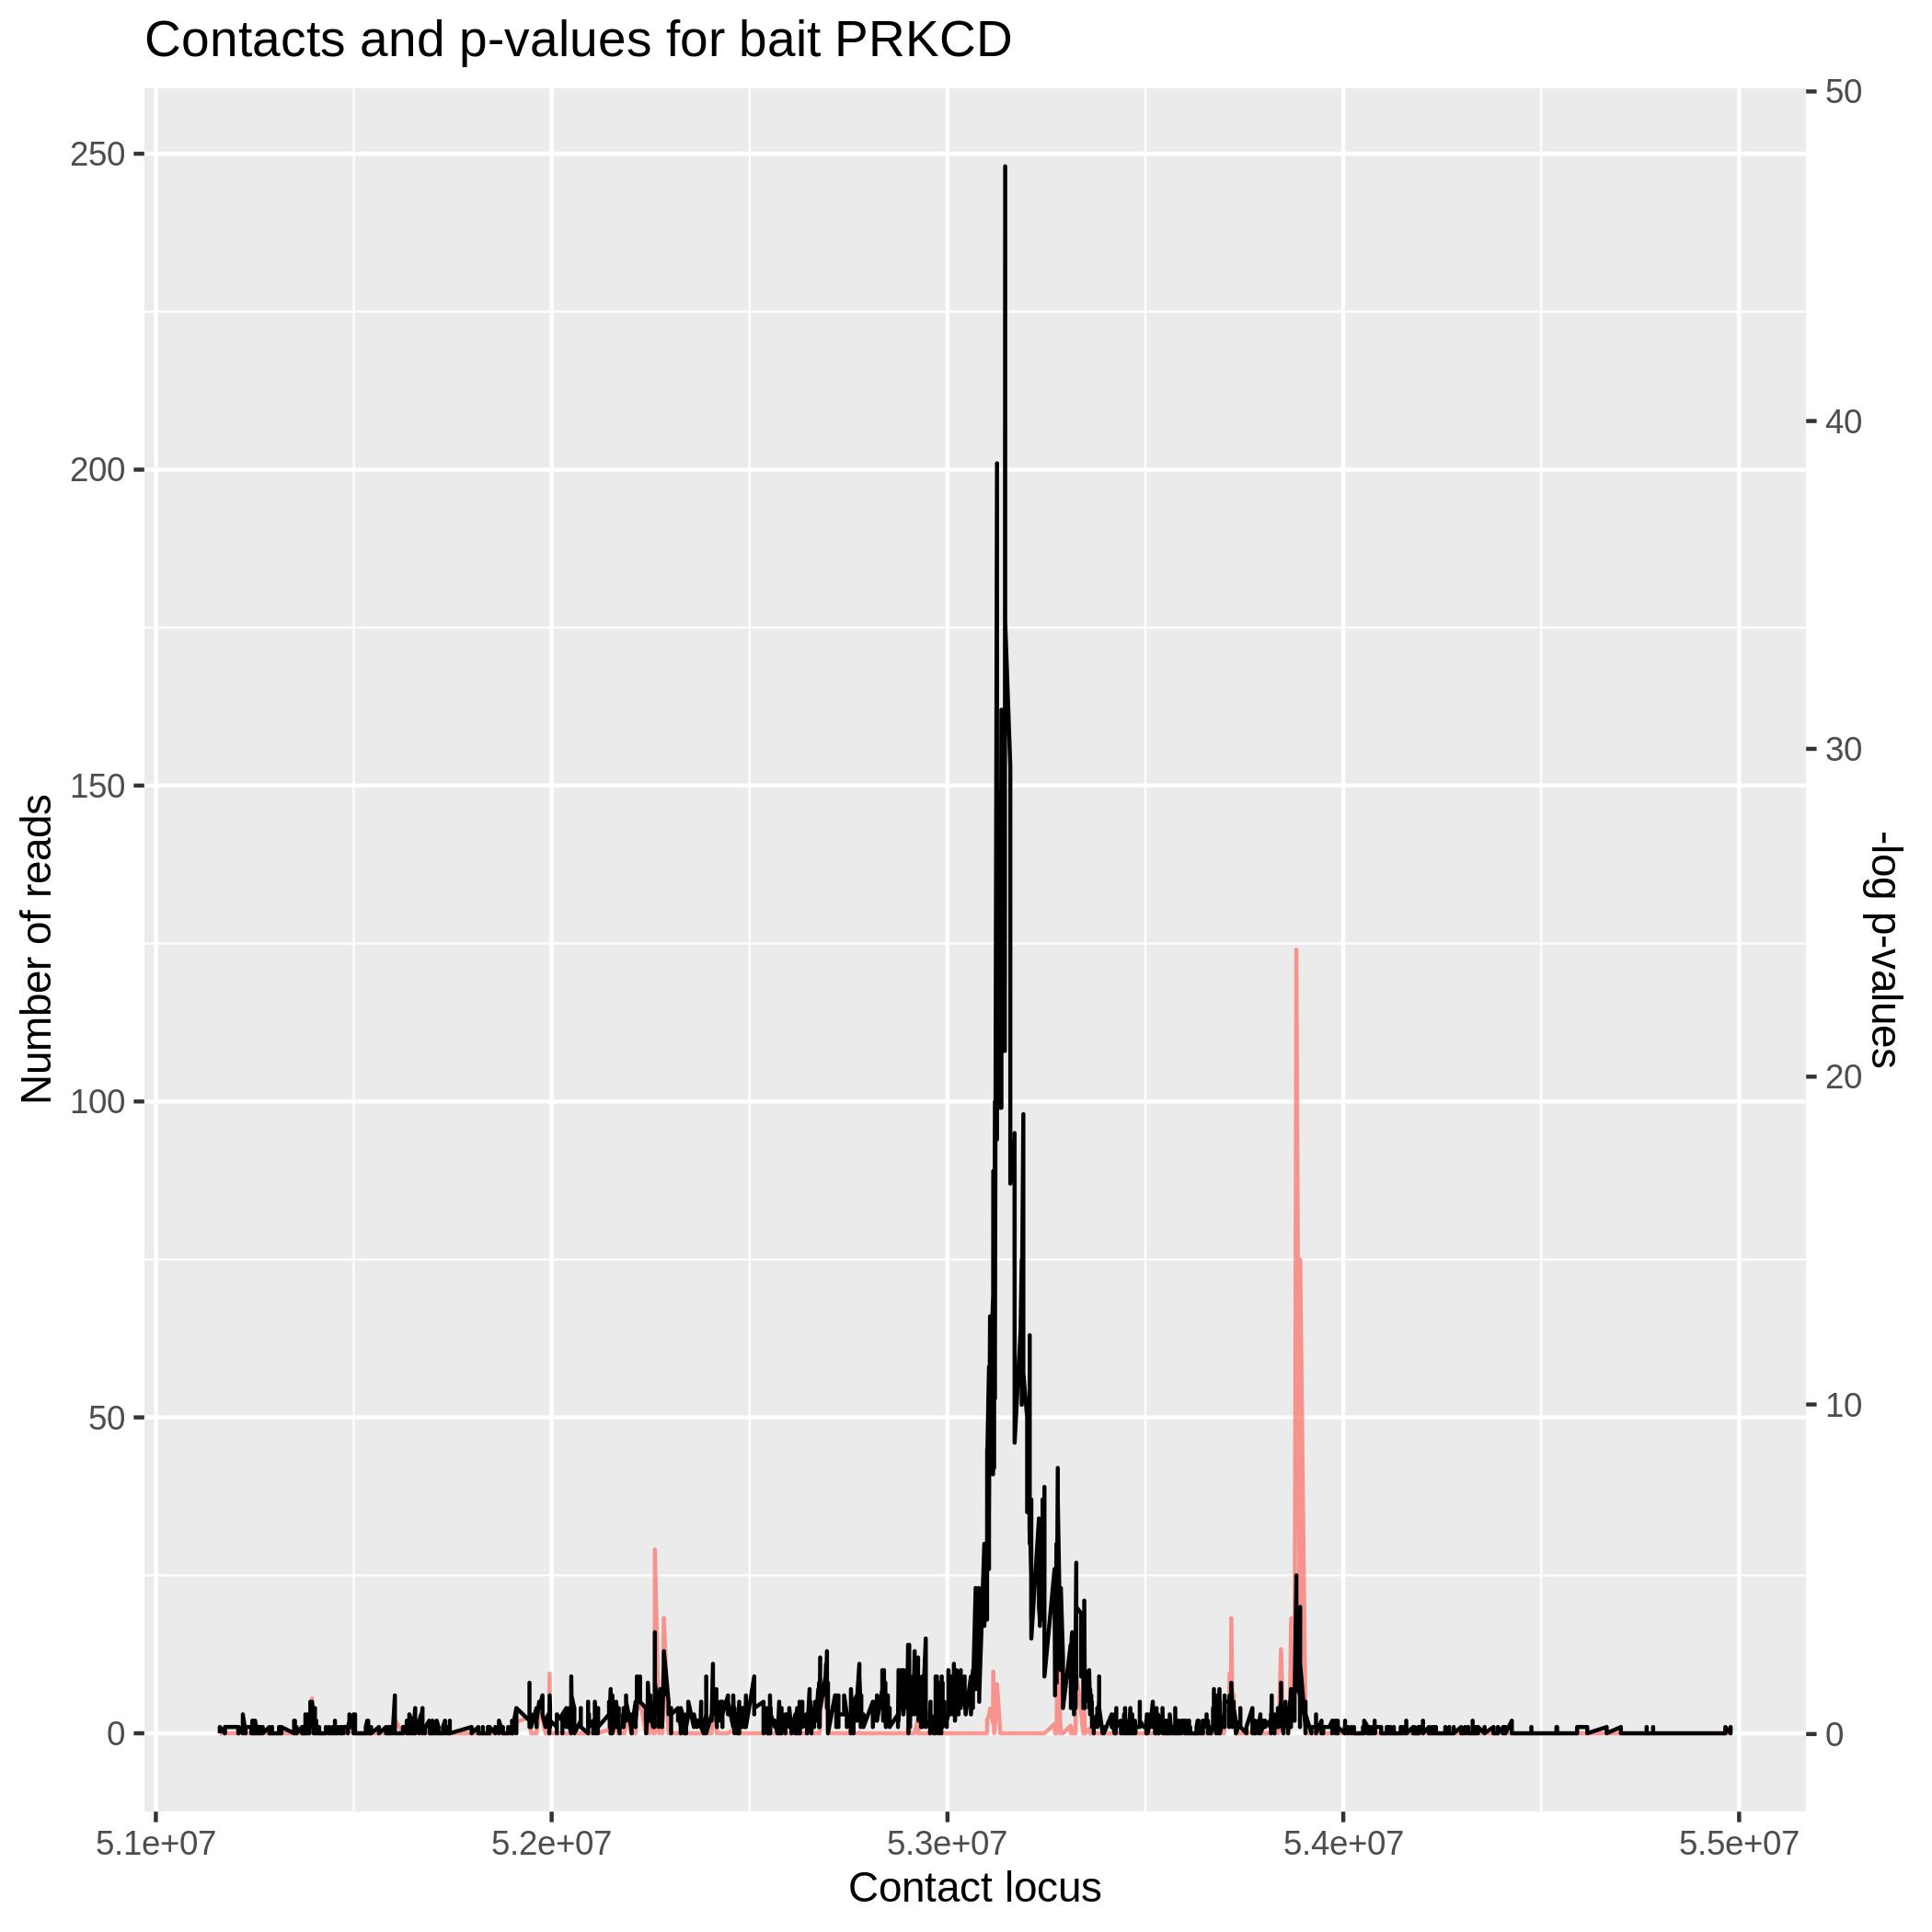 Contacts and p-values for bait PRKCD
Number of reads
250
200
150
100
50
0
50
40
30
20
10
0
-log p-values
5.1e+07
5.2e+07
5.3e+07
5.4e+07
5.5e+07
Contact locus